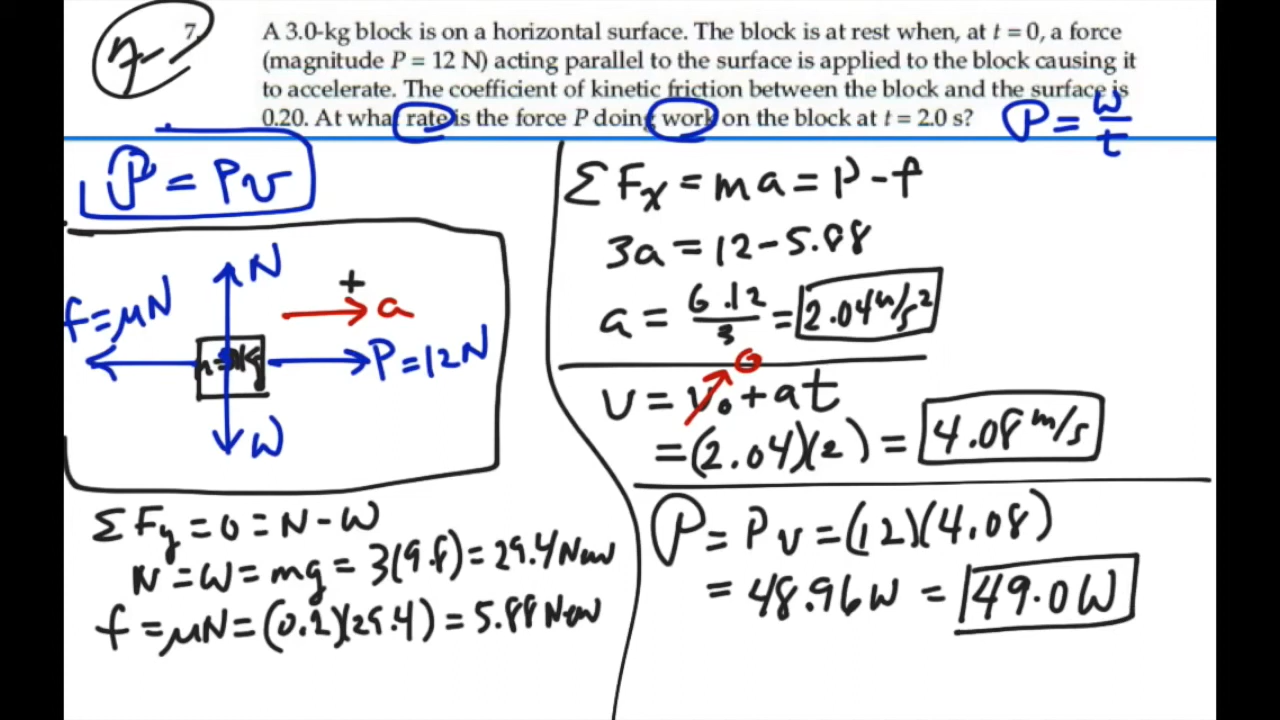 7.
7. A 3.0-kg block is on a horizontal surface. The block is at rest when, at t = 0, a force
(magnitude P = 12 N) acting parallel to the surface is applied to the block causing it
to accelerate. The coefficient of kinetic friction between the block and the surface is
0.20. At what rate is the force P doing work on the block at t = 2.0 s?
P = W/t
P = Pv
N
f = μN
+
a
P = 12N
W
ΣFy = 0 = N - W
N = W = mg = 3(9.8) = 29.4 New
f = μN = (0.2)(29.4) = 5.88 New
ΣFx = ma = P - f
3a = 12 - 5.88
a = 6.12/3 = 2.04 m/s²
0
v = v₀ + at
= (2.04)(2) = 4.08 m/s
P = Pv = (12)(4.08)
= 48.96 W = 49.0 W